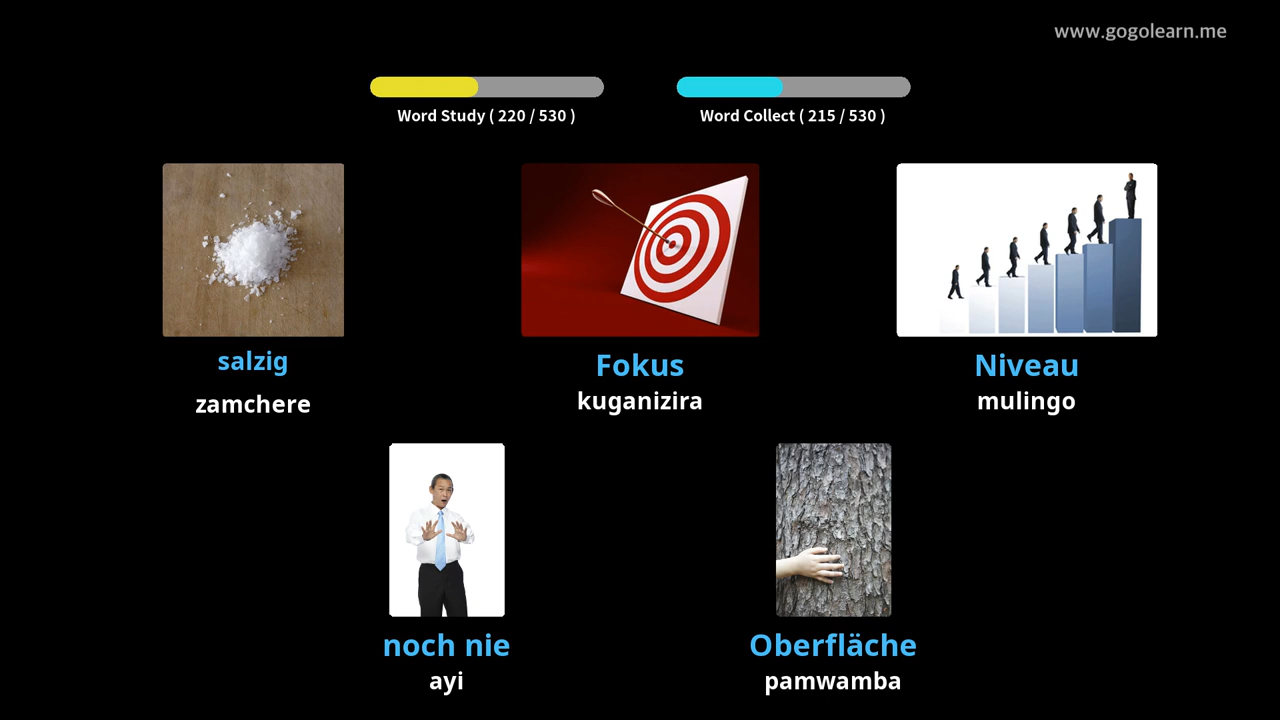 www.gogolearn.me
Word Study ( 220 / 530 )
Word Collect ( 215 / 530 )
salzig
zamchere
Fokus
kuganizira
Niveau
mulingo
noch nie
ayi
Oberfläche
pamwamba